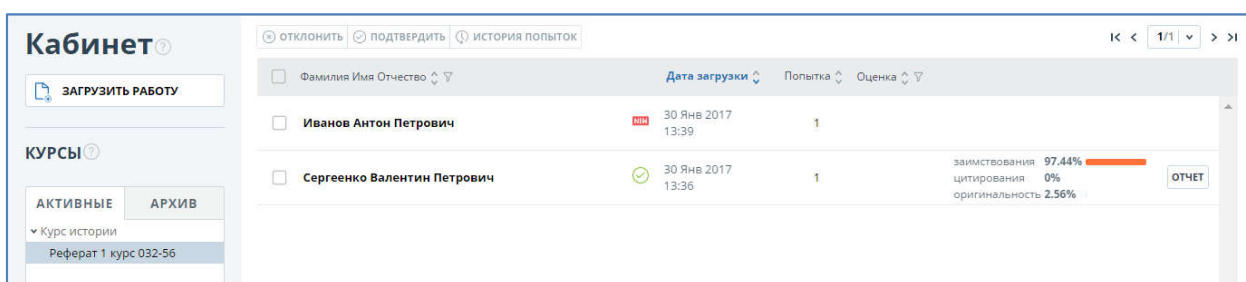 Кабинет
ЗАГРУЗИТЬ РАБОТУ
КУРСЫ
АКТИВНЫЕ АРХИВ
Курс истории
Реферат 1 курс 032-56
ОТКЛОНИТЬ ПОДТВЕРДИТЬ ИСТОРИЯ ПОПЫТОК
1/1
Фамилия Имя Отчество Дата загрузки Попытка Оценка
Иванов Антон Петрович NEW 30 Янв 2017 1
13:39
Сергеенко Валентин Петрович 30 Янв 2017 1
13:36
заимствования 97.44%
цитирования 0%
оригинальность 2.56%
ОТЧЕТ